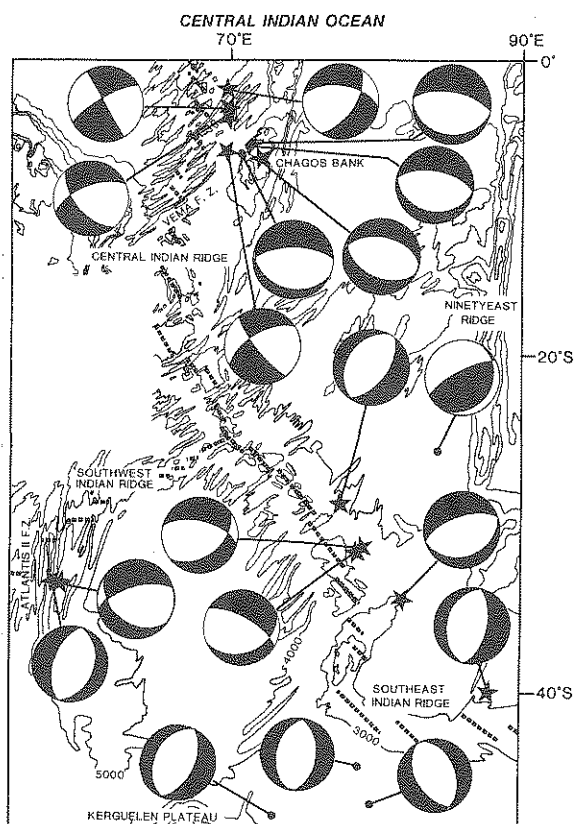 CENTRAL INDIAN OCEAN
70°E
90°E
0°
CHAGOS BANK
VEMA F.Z.
CENTRAL INDIAN RIDGE
NINETYEAST
RIDGE
20°S
SOUTHWEST
INDIAN RIDGE
ATLANTIS II F.Z.
4000
SOUTHEAST
INDIAN RIDGE
40°S
3000
5000
KERGUELEN PLATEAU